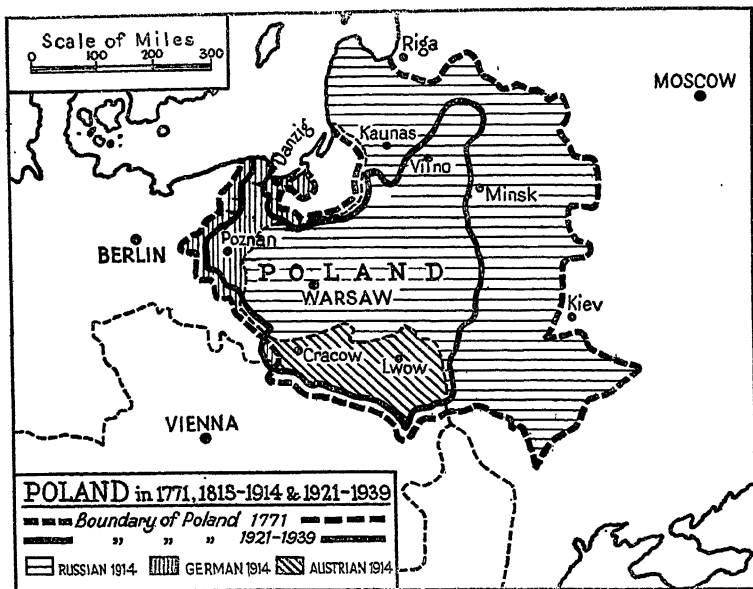 Scale of Miles
0 100 200 300
Riga
MOSCOW
Kaunas
Danzig
Vilno
Minsk
BERLIN
Poznan
POLAND
WARSAW
Kiev
Cracow
Lwow
VIENNA
POLAND in 1771, 1815-1914 & 1921-1939
Boundary of Poland 1771
" " " 1921-1939
RUSSIAN 1914 GERMAN 1914 AUSTRIAN 1914